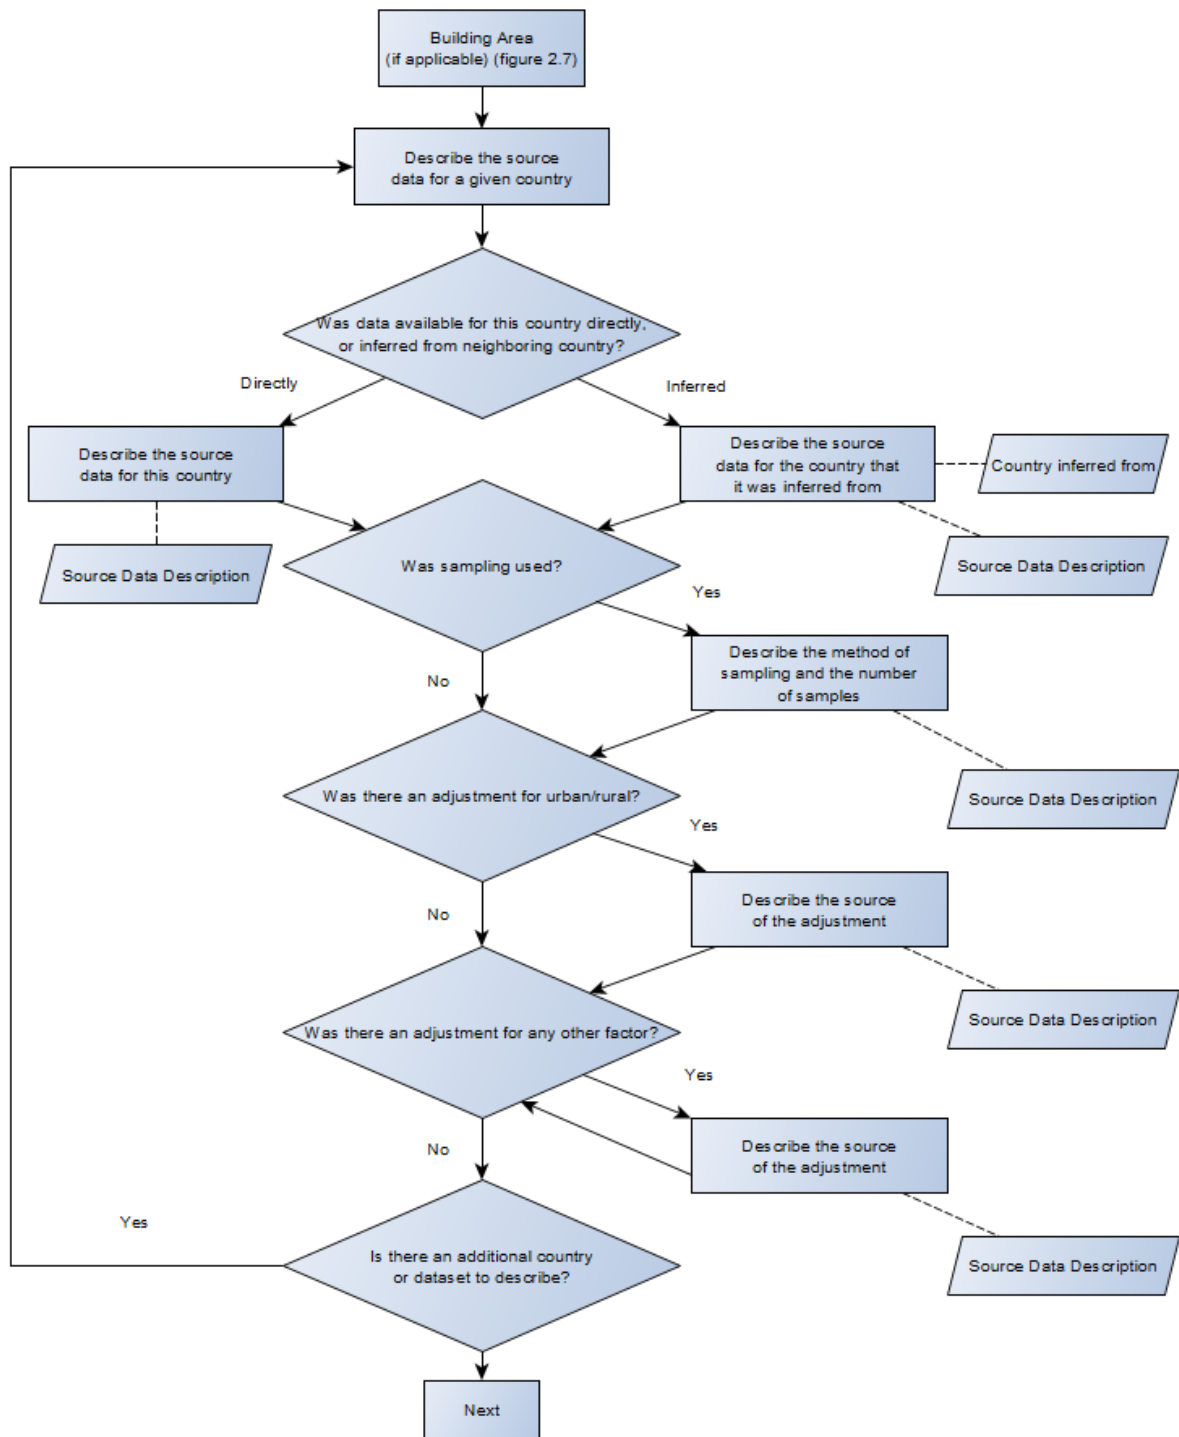 Building Area
(if applicable) (figure 2.7)
Describe the source
data for a given country
Was data available for this country directly,
or inferred from neighboring country?
Directly
Inferred
Describe the source
data for this country
Describe the source
data for the country that
it was inferred from
Country inferred from
Source Data Description
Was sampling used?
Source Data Description
Yes
Describe the method of
sampling and the number
of samples
No
Source Data Description
Was there an adjustment for urban/rural?
Yes
Describe the source
of the adjustment
No
Source Data Description
Was there an adjustment for any other factor?
Yes
Describe the source
of the adjustment
No
Yes
Is there an additional country
or dataset to describe?
Source Data Description
Next